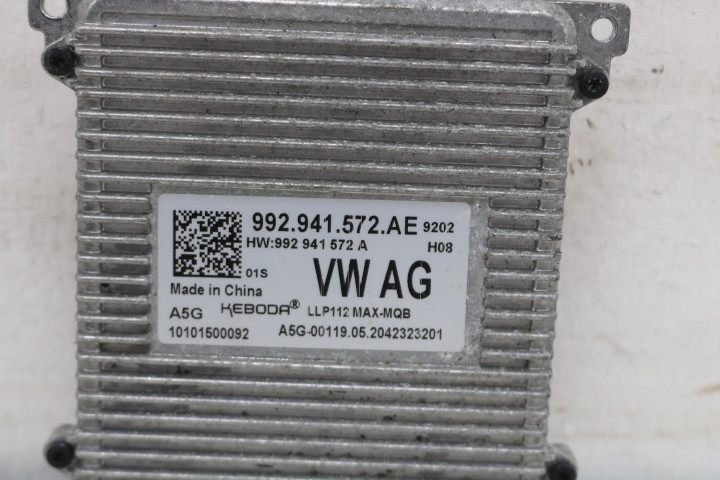 992.941.572.AE 9202
HW:992 941 572 A H08
01S VW AG
Made in China
A5G KEBODA® LLP112 MAX-MQB
10101500092 A5G-00119.05.2042323201